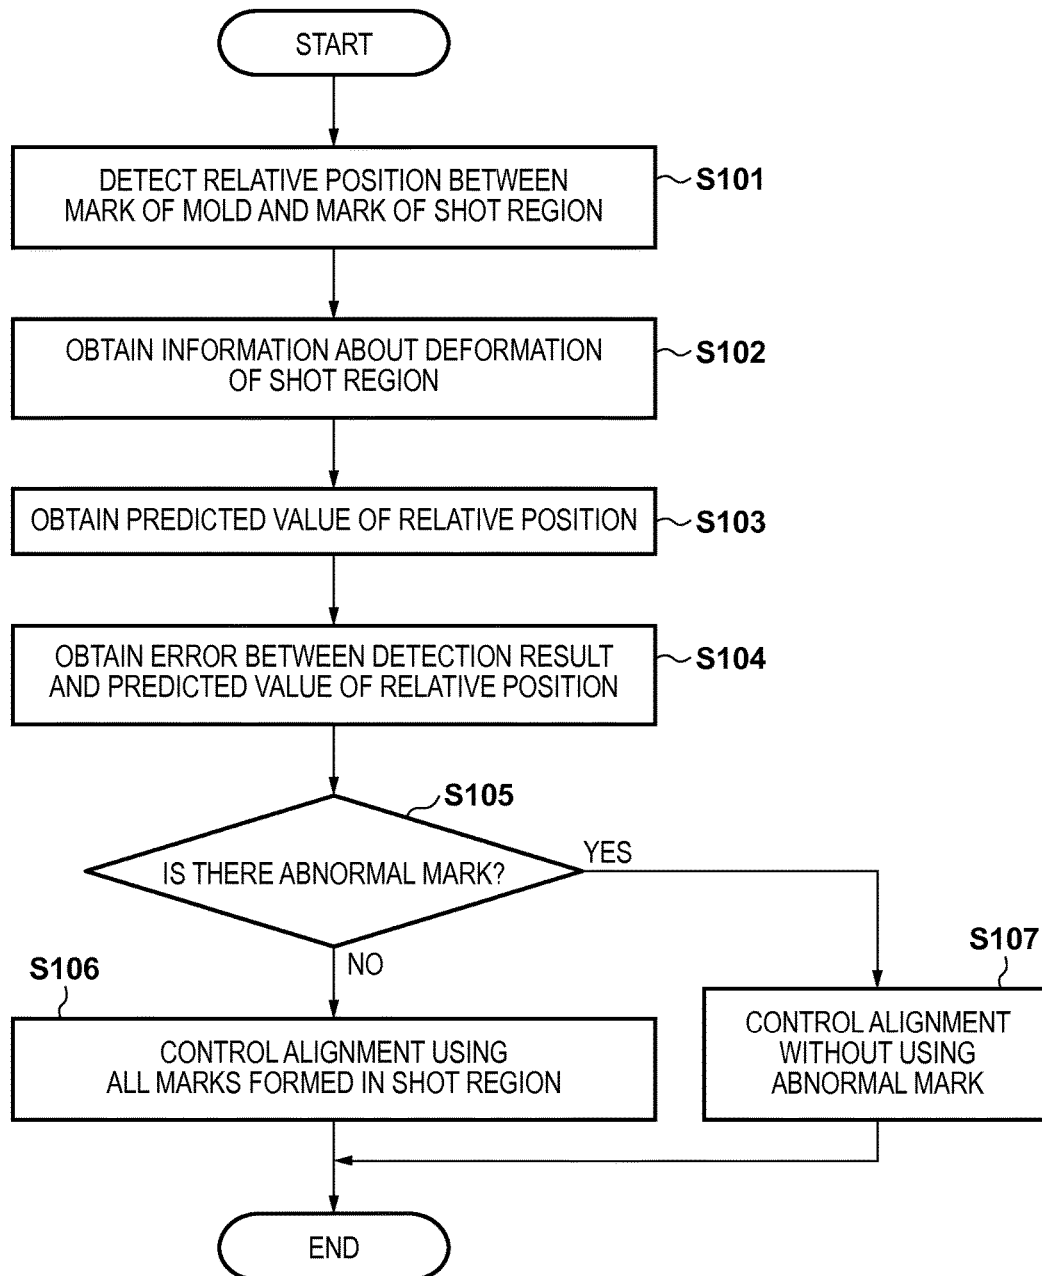 START
DETECT RELATIVE POSITION BETWEEN
MARK OF MOLD AND MARK OF SHOT REGION
S101
OBTAIN INFORMATION ABOUT DEFORMATION
OF SHOT REGION
S102
OBTAIN PREDICTED VALUE OF RELATIVE POSITION
S103
OBTAIN ERROR BETWEEN DETECTION RESULT
AND PREDICTED VALUE OF RELATIVE POSITION
S104
S105
IS THERE ABNORMAL MARK?
YES
NO
S106
CONTROL ALIGNMENT USING
ALL MARKS FORMED IN SHOT REGION
S107
CONTROL ALIGNMENT
WITHOUT USING
ABNORMAL MARK
END